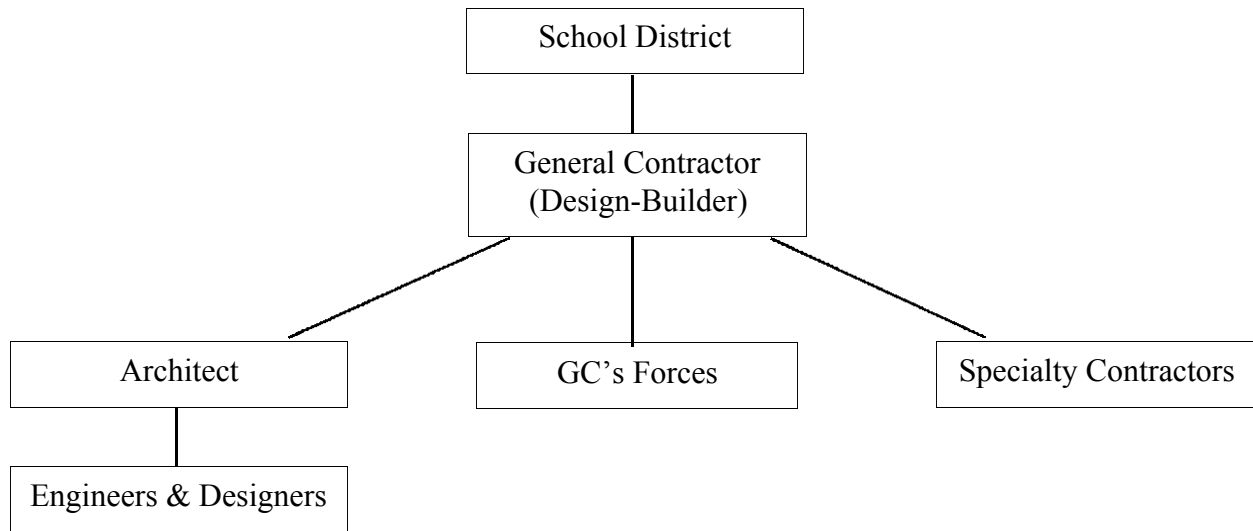 School District
General Contractor
(Design-Builder)
Architect
GC’s Forces
Specialty Contractors
Engineers & Designers